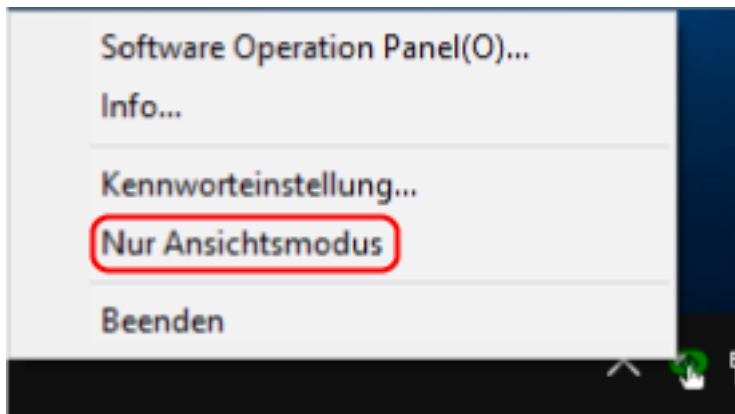 Software Operation Panel(O)...
Info...
Kennworteinstellung...
Nur Ansichtsmodus
Beenden